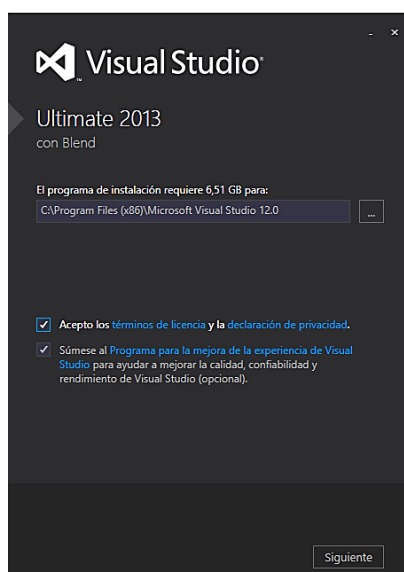 Visual Studio
Ultimate 2013
con Blend
El programa de instalación requiere 6,51 GB para:
C:\Program Files (x86)\Microsoft Visual Studio 12.0
...
Acepto los términos de licencia y la declaración de privacidad.
Súmese al Programa para la mejora de la experiencia de Visual
Studio para ayudar a mejorar la calidad, confiabilidad y
rendimiento de Visual Studio (opcional).
Siguiente